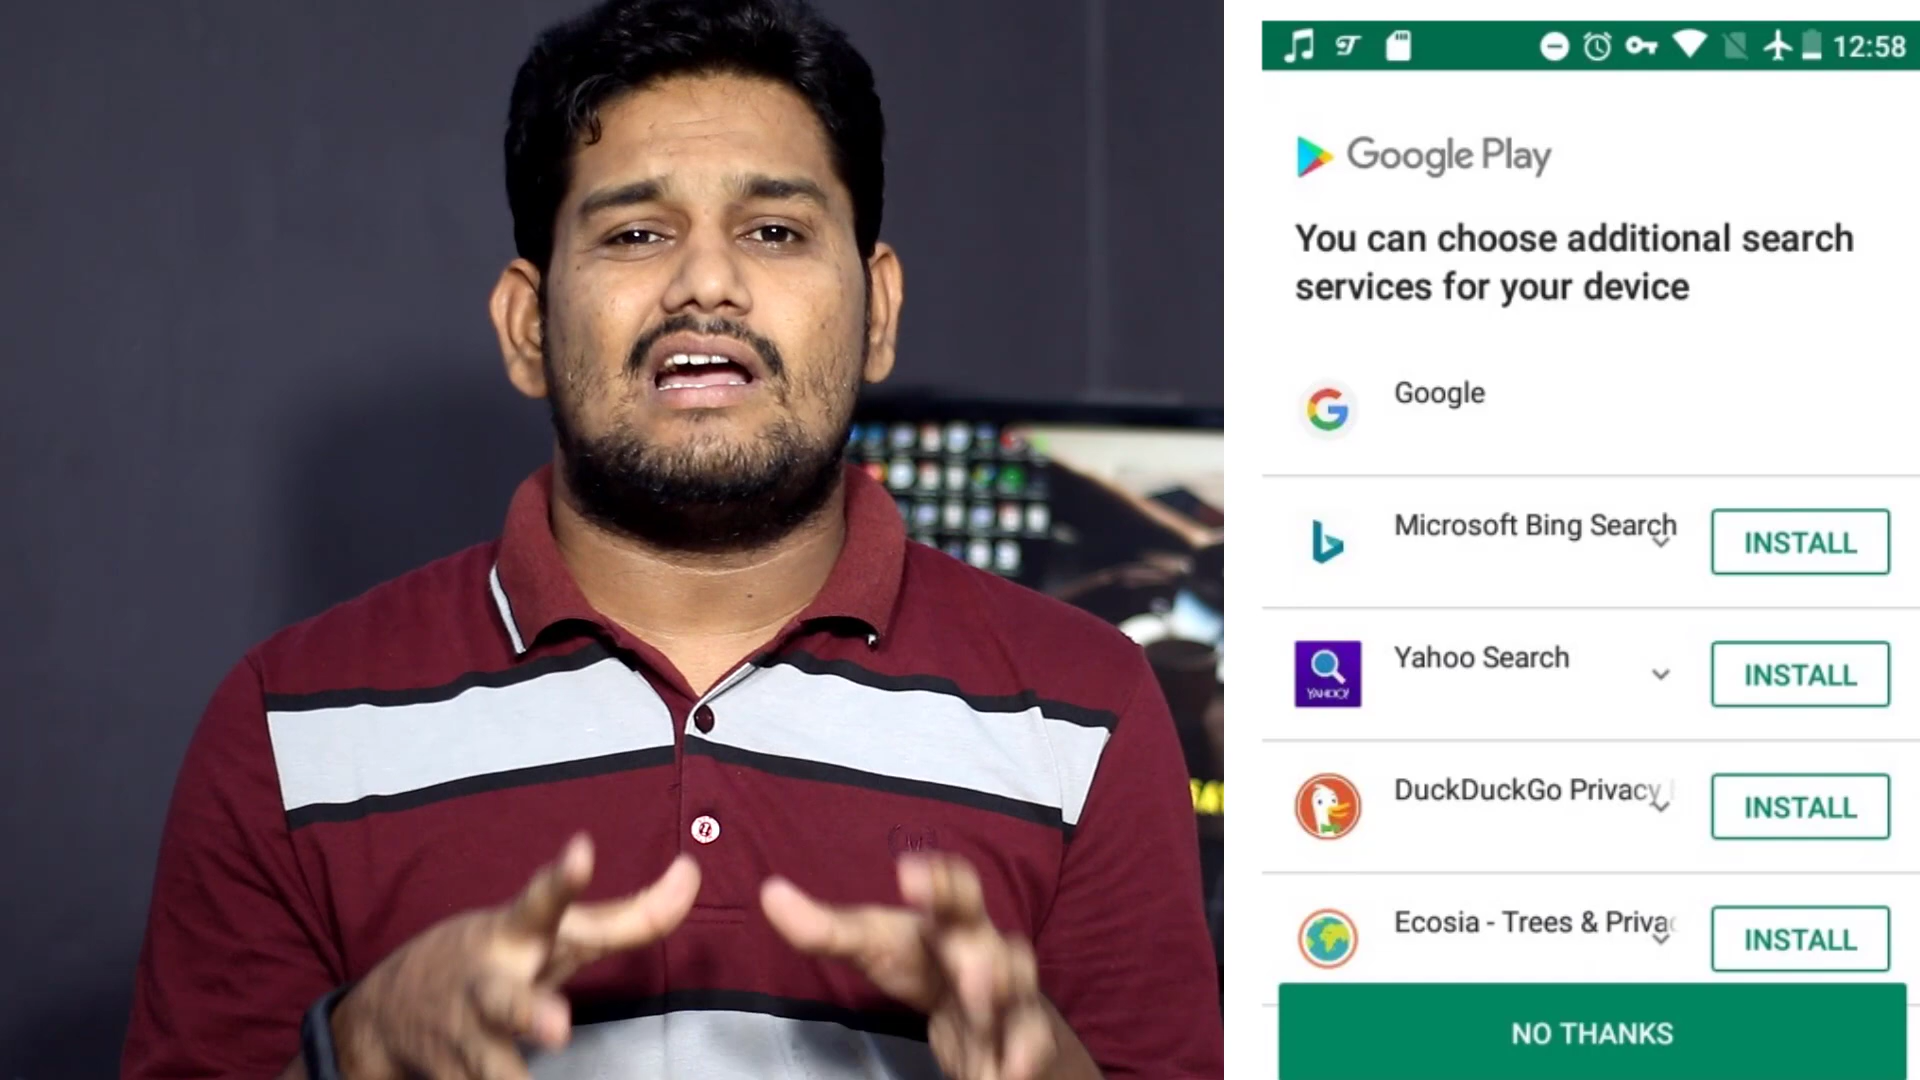 12:58
Google Play
You can choose additional search
services for your device
Google
Microsoft Bing Search
INSTALL
Yahoo Search
YAHOO!
INSTALL
DuckDuckGo Privacy
INSTALL
Ecosia - Trees & Priva
INSTALL
NO THANKS